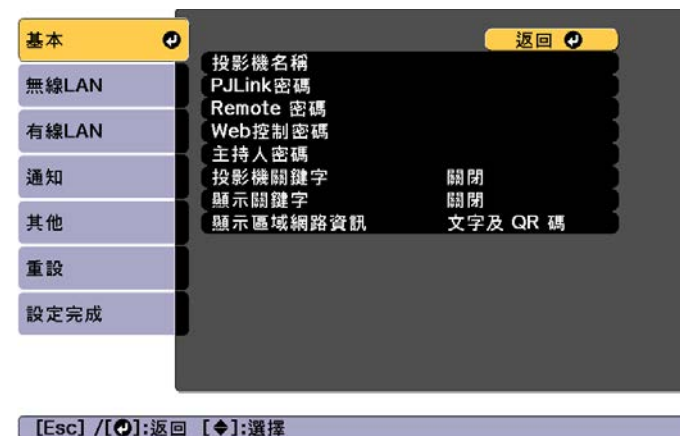 基本
無線LAN
有線LAN
通知
其他
重設
設定完成
返回
投影機名稱
PJLink密碼
Remote 密碼
Web控制密碼
主持人密碼
投影機關鍵字 關閉
顯示關鍵字 關閉
顯示區域網路資訊 文字及 QR 碼
[Esc] /[⏎]:返回 [◆]:選擇